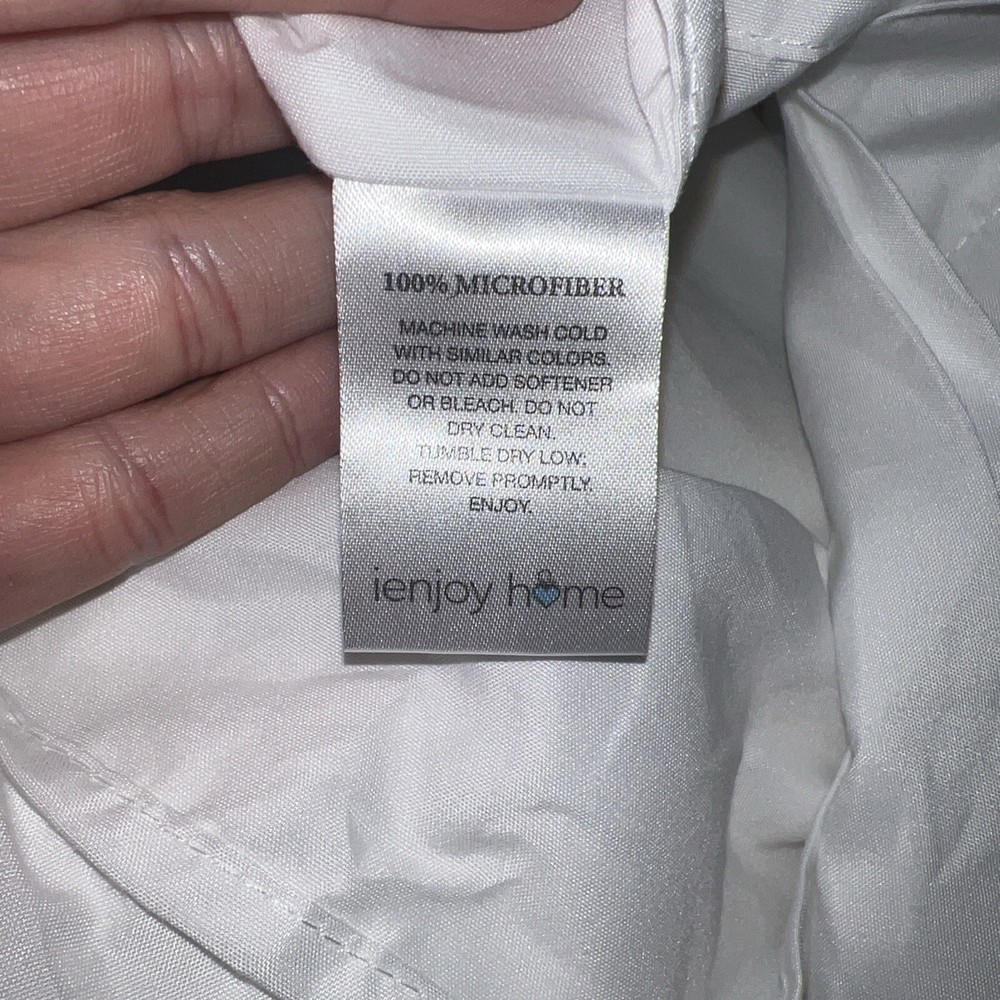 100% MICROFIBER
MACHINE WASH COLD
WITH SIMILAR COLORS.
DO NOT ADD SOFTENER
OR BLEACH. DO NOT
DRY CLEAN.
TUMBLE DRY LOW.
REMOVE PROMPTLY.
ENJOY.
ienjoy home